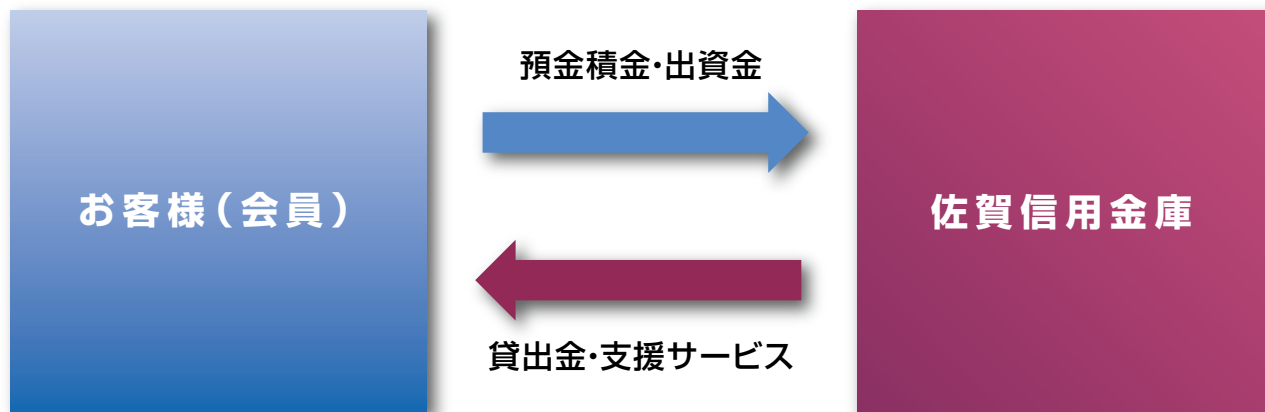 預金積金・出資金
お客様（会員）
佐賀信用金庫
貸出金・支援サービス